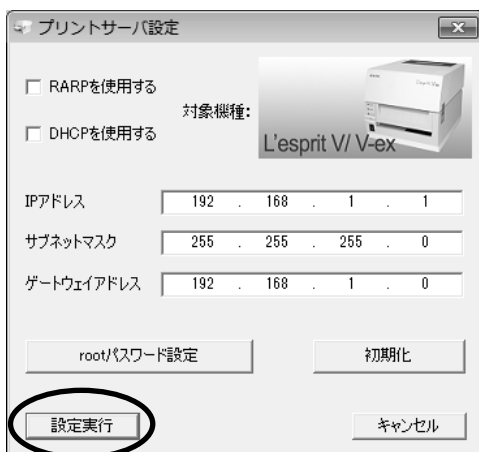 プリントサーバ設定
RARPを使用する
DHCPを使用する
対象機種:
L'esprit V/ V-ex
IPアドレス 192 . 168 . 1 . 1
サブネットマスク 255 . 255 . 255 . 0
ゲートウェイアドレス 192 . 168 . 1 . 0
rootパスワード設定 初期化
設定実行 キャンセル